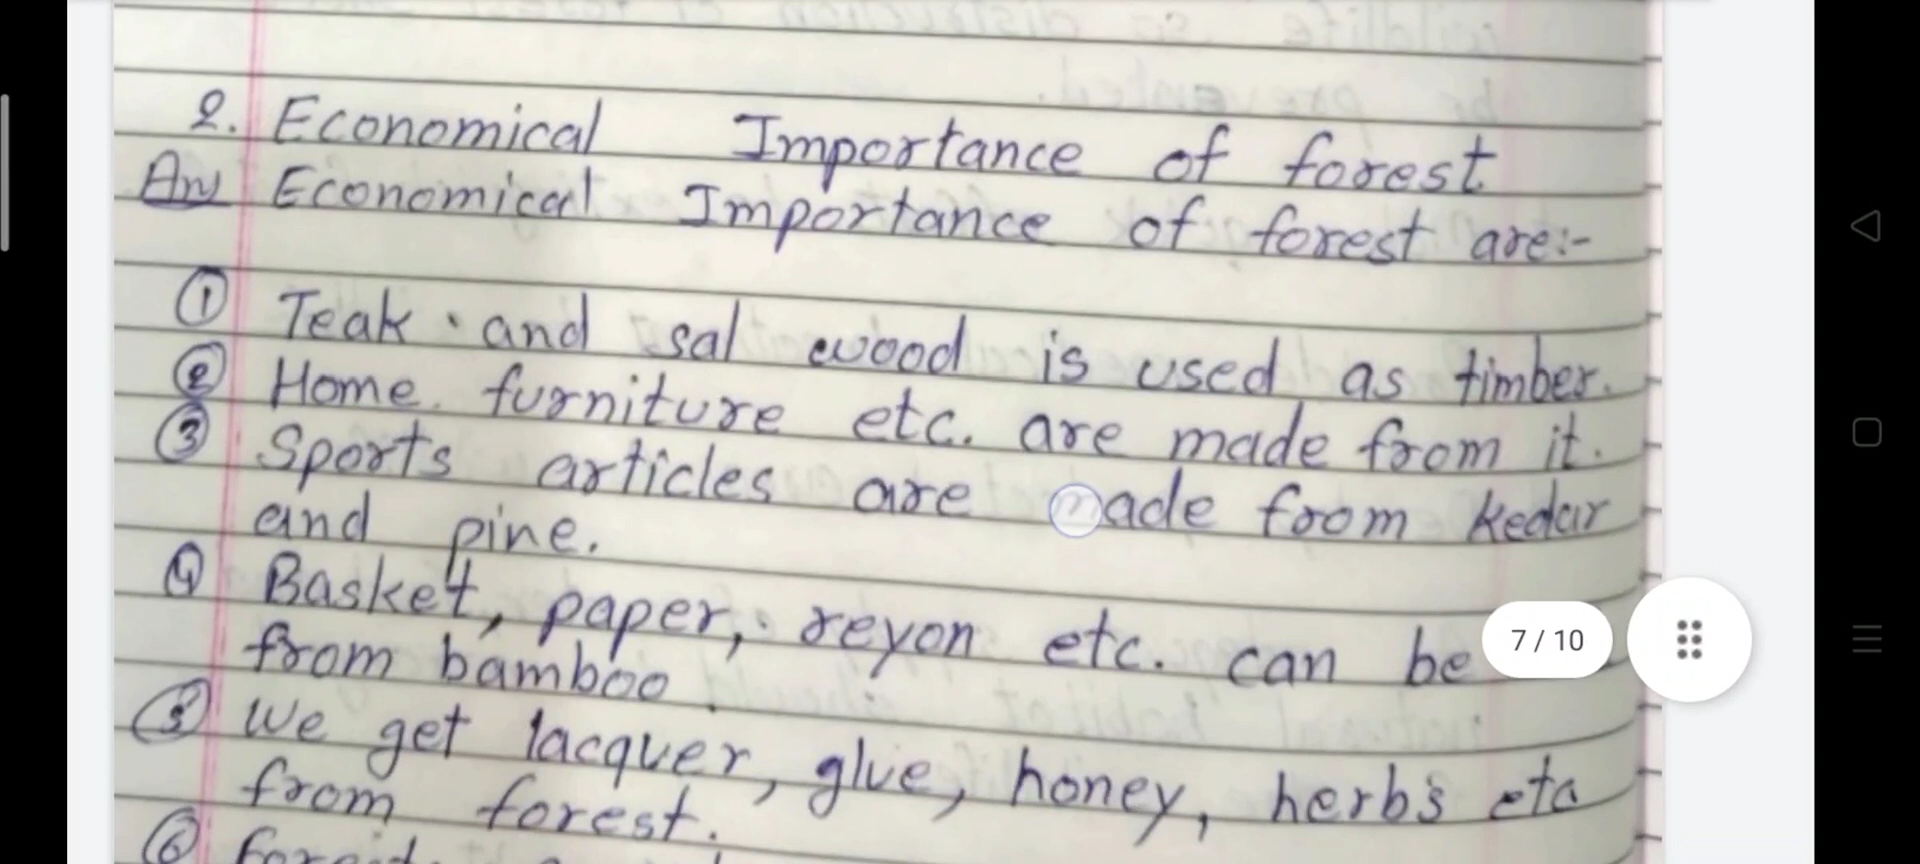 2. Economical Importance of forest
Ans Economical Importance of forest are:-
① Teak and sal wood is used as timber.
② Home furniture etc. are made from it.
③ Sports articles are made from kedar
and pine.
④ Basket, paper, reyon etc. can be
from bamboo.
⑤ We get lacquer, glue, honey, herbs etc
from forest.
⑥
7 / 10